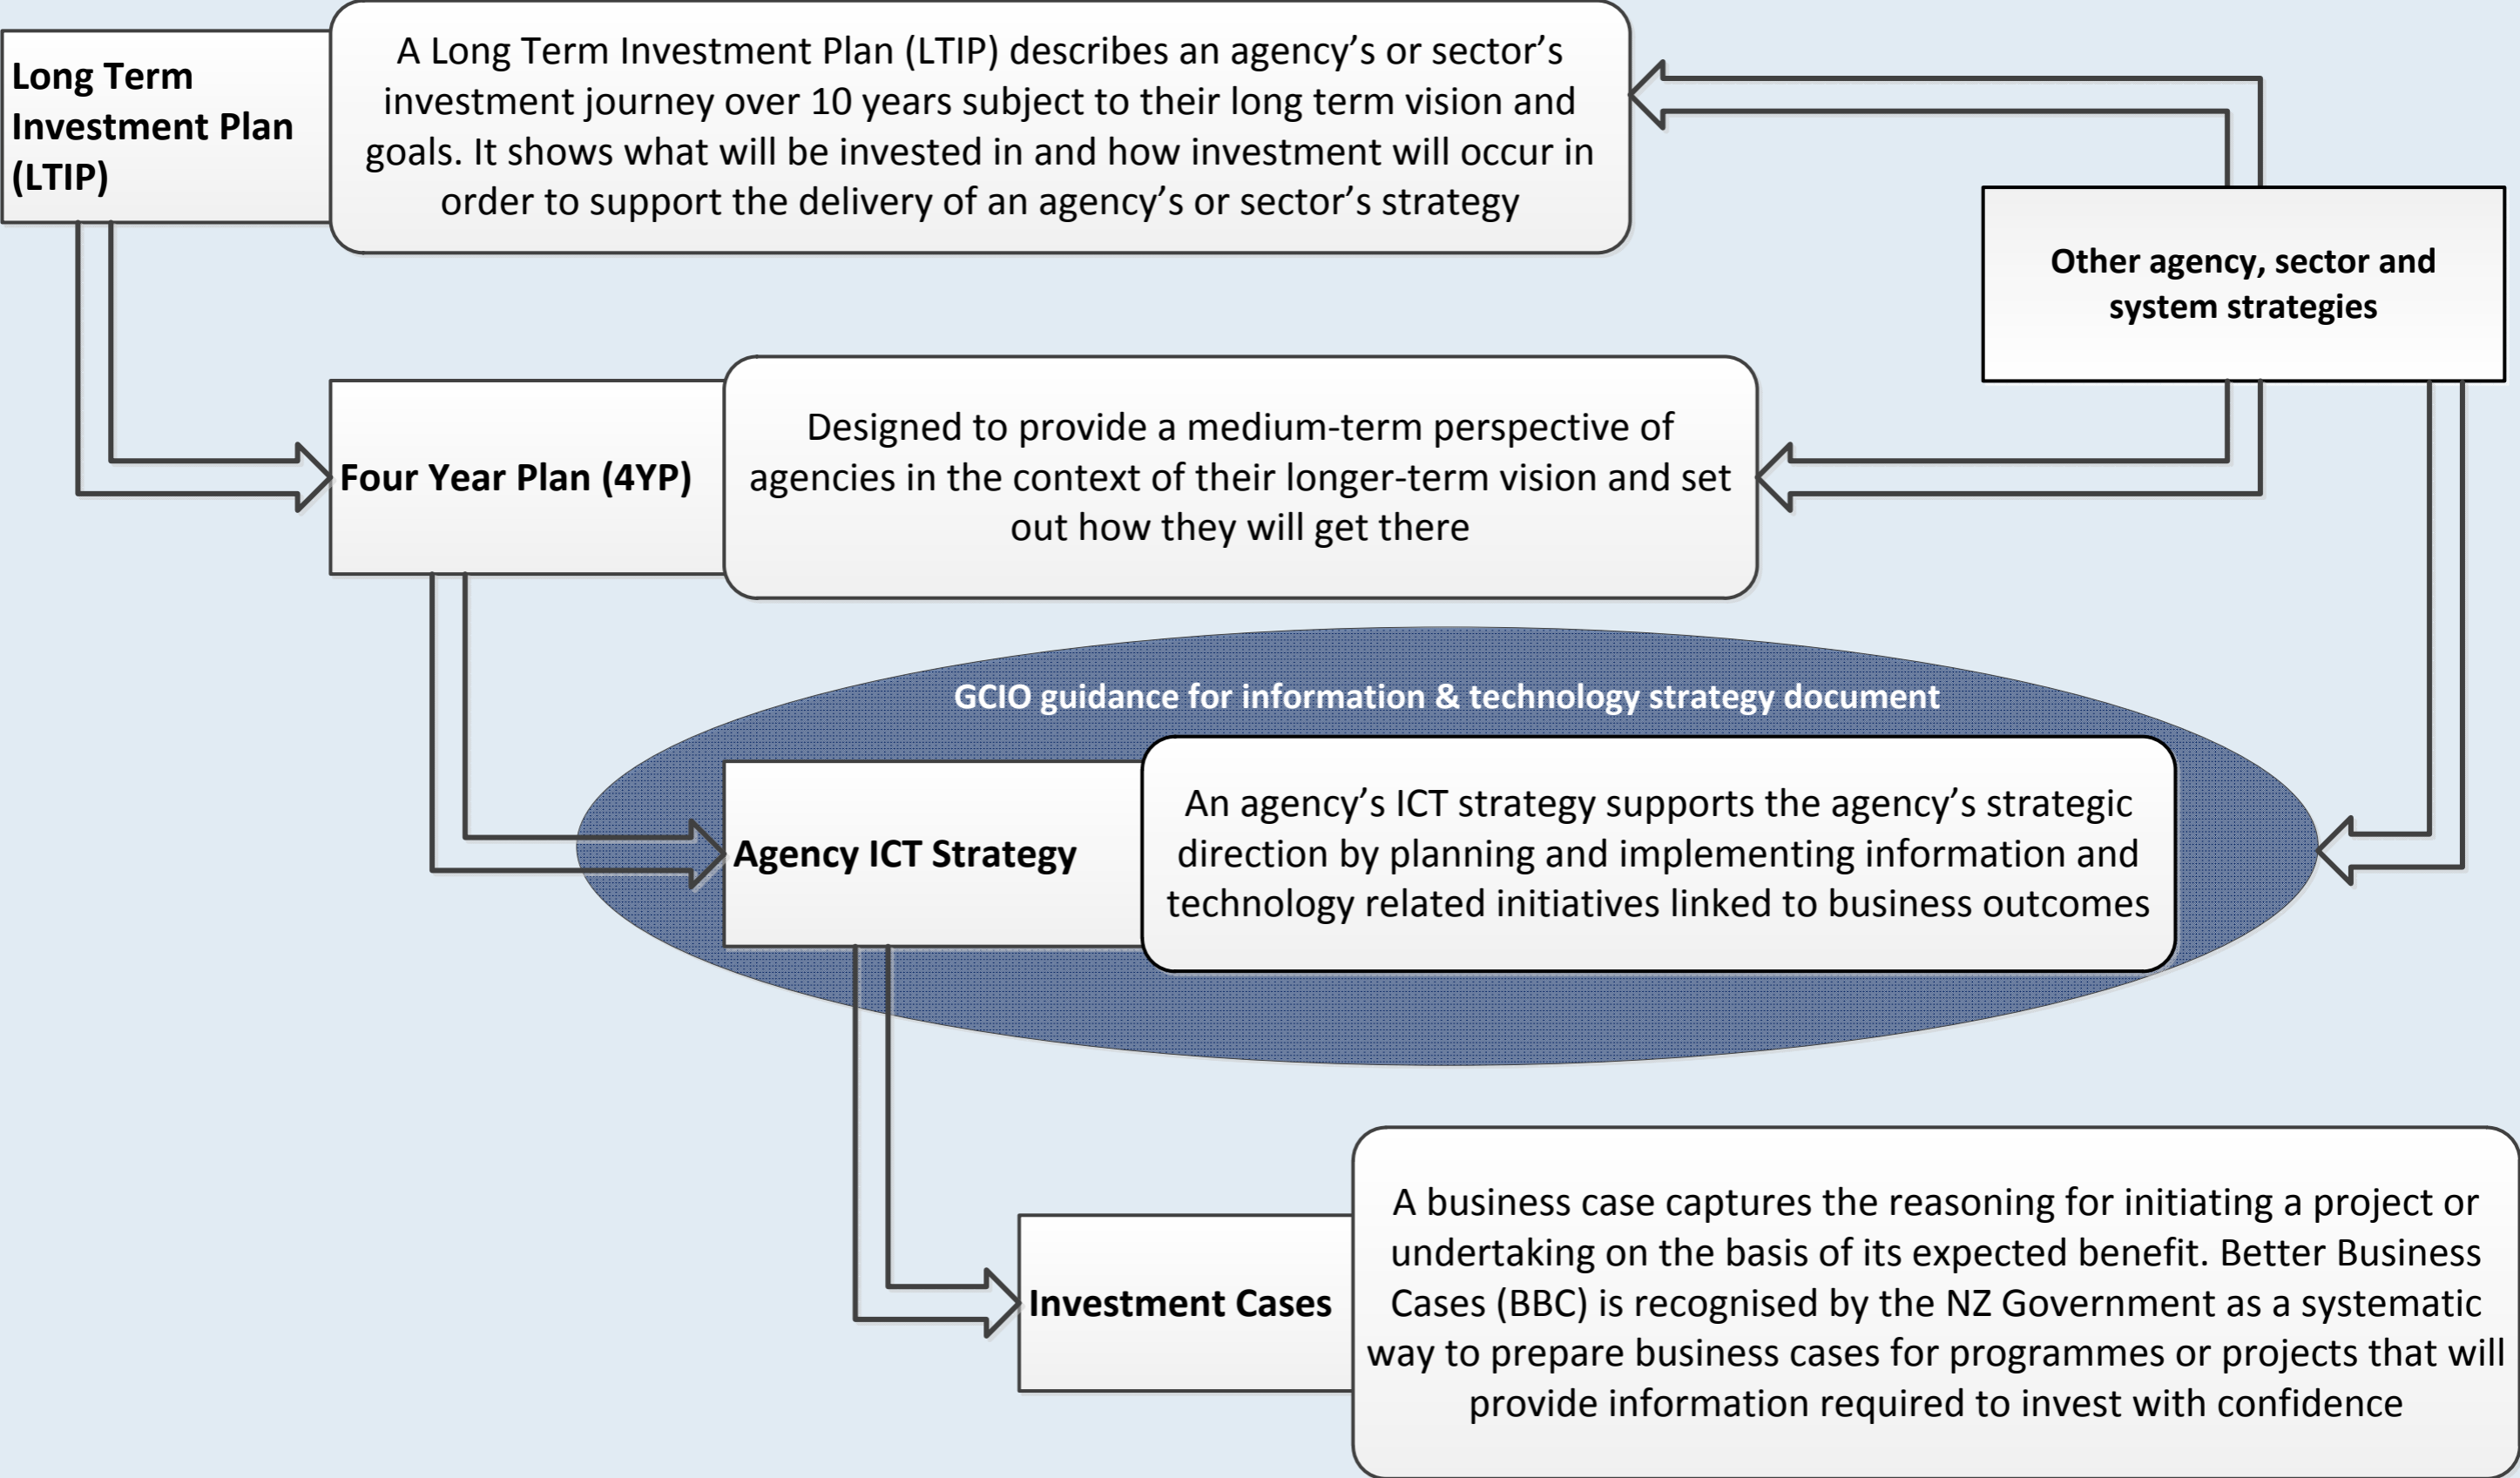 Long Term
Investment Plan
(LTIP)
A Long Term Investment Plan (LTIP) describes an agency’s or sector’s
investment journey over 10 years subject to their long term vision and
goals. It shows what will be invested in and how investment will occur in
order to support the delivery of an agency’s or sector’s strategy
Other agency, sector and
system strategies
Four Year Plan (4YP)
Designed to provide a medium-term perspective of
agencies in the context of their longer-term vision and set
out how they will get there
GCIO guidance for information & technology strategy document
Agency ICT Strategy
An agency’s ICT strategy supports the agency’s strategic
direction by planning and implementing information and
technology related initiatives linked to business outcomes
Investment Cases
A business case captures the reasoning for initiating a project or
undertaking on the basis of its expected benefit. Better Business
Cases (BBC) is recognised by the NZ Government as a systematic
way to prepare business cases for programmes or projects that will
provide information required to invest with confidence